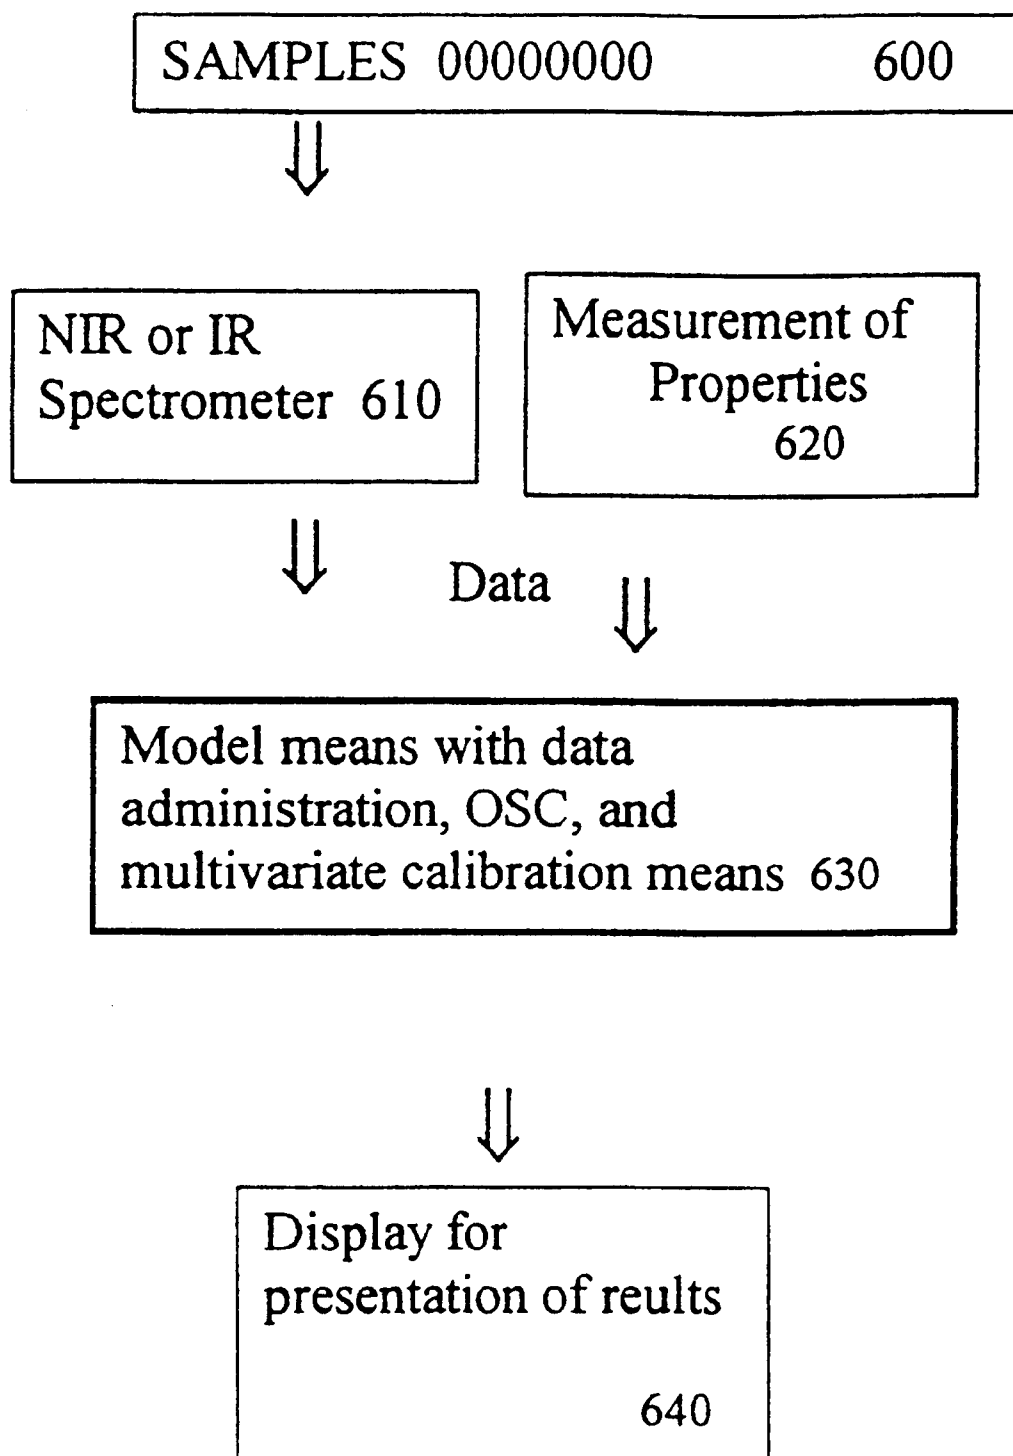 SAMPLES 00000000 600
NIR or IR
Spectrometer 610
Measurement of
Properties
620
Data
Model means with data
administration, OSC, and
multivariate calibration means 630
Display for
presentation of reults
640